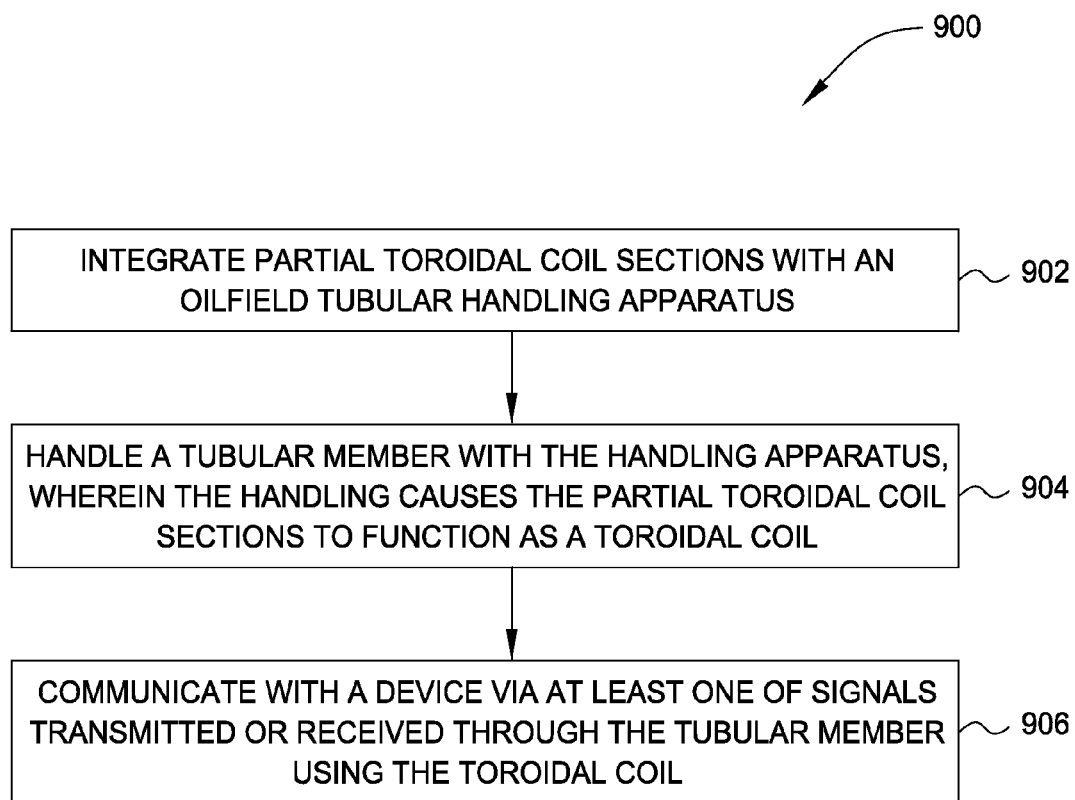 900
INTEGRATE PARTIAL TOROIDAL COIL SECTIONS WITH AN
OILFIELD TUBULAR HANDLING APPARATUS
902
HANDLE A TUBULAR MEMBER WITH THE HANDLING APPARATUS,
WHEREIN THE HANDLING CAUSES THE PARTIAL TOROIDAL COIL
SECTIONS TO FUNCTION AS A TOROIDAL COIL
904
COMMUNICATE WITH A DEVICE VIA AT LEAST ONE OF SIGNALS
TRANSMITTED OR RECEIVED THROUGH THE TUBULAR MEMBER
USING THE TOROIDAL COIL
906